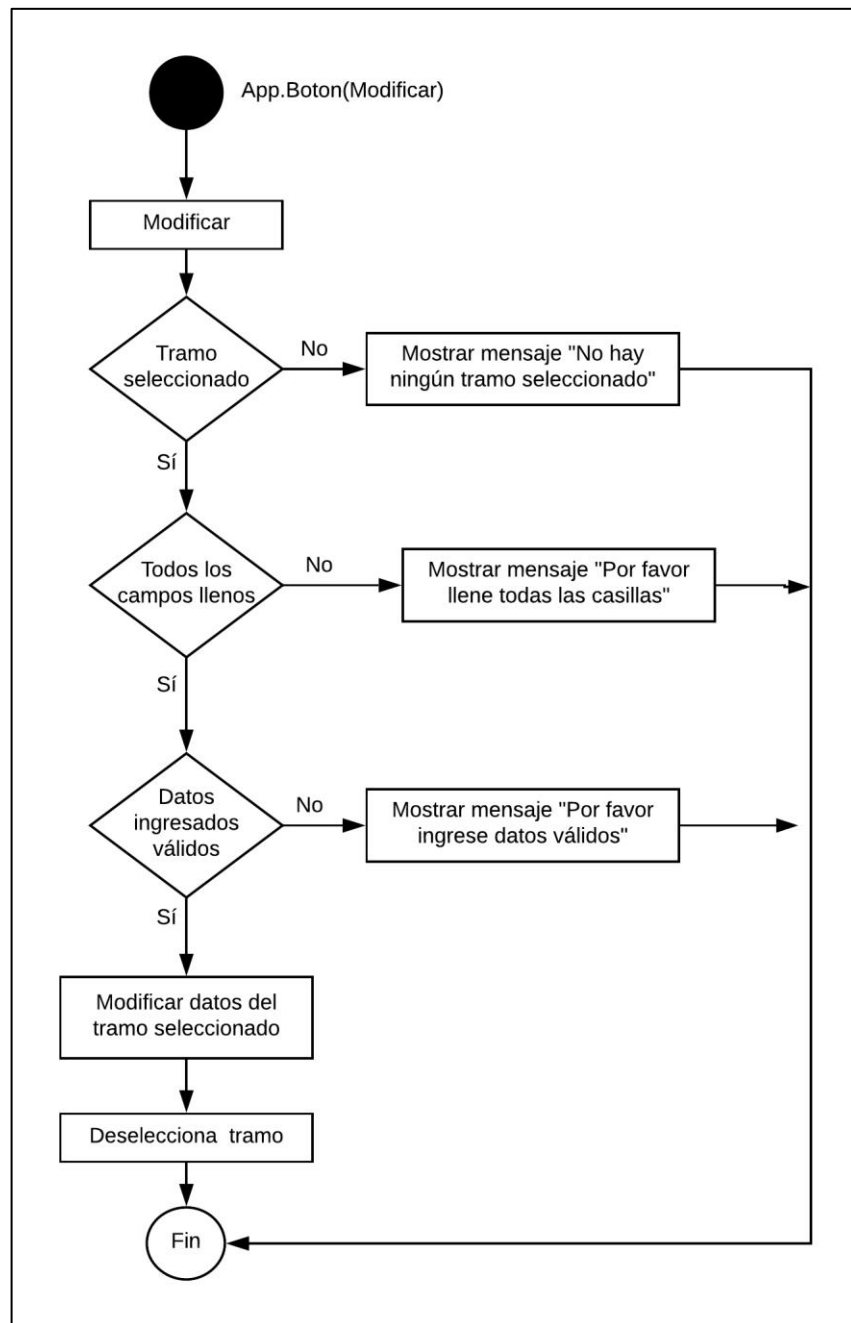 App.Boton(Modificar)
Modificar
Tramo
seleccionado
No
Mostrar mensaje "No hay
ningún tramo seleccionado"
Sí
Todos los
campos llenos
No
Mostrar mensaje "Por favor
llene todas las casillas"
Sí
Datos
ingresados
válidos
No
Mostrar mensaje "Por favor
ingrese datos válidos"
Sí
Modificar datos del
tramo seleccionado
Deselecciona tramo
Fin